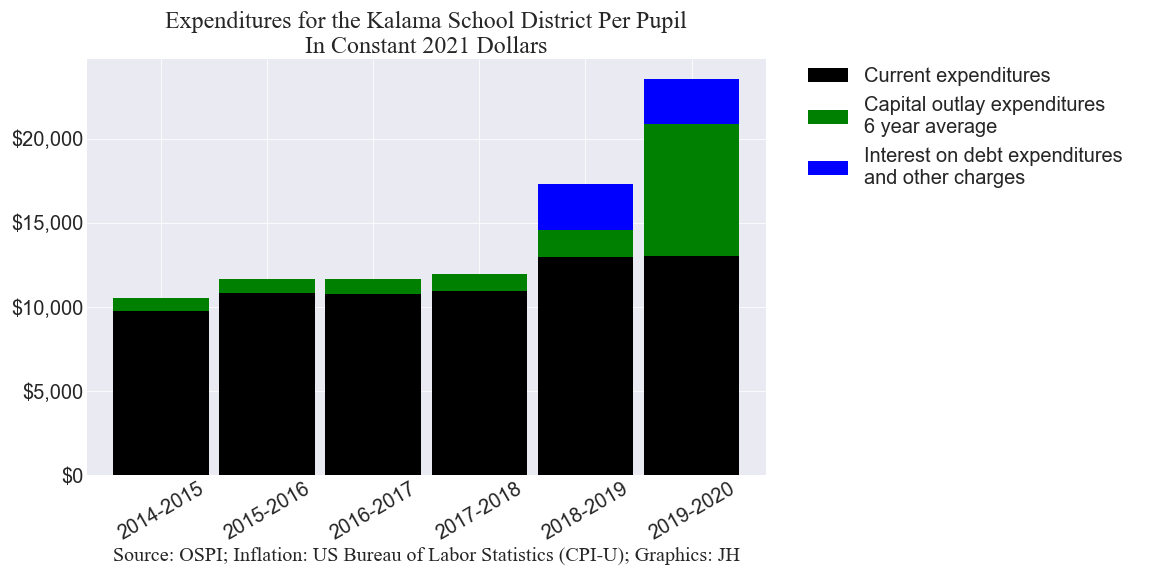 Expenditures for the Kalama School District Per Pupil
In Constant 2021 Dollars
Current expenditures
Capital outlay expenditures
6 year average
Interest on debt expenditures
and other charges
$20,000
$15,000
$10,000
$5,000
$0
2014-2015
2015-2016
2016-2017
2017-2018
2018-2019
2019-2020
Source: OSPI; Inflation: US Bureau of Labor Statistics (CPI-U); Graphics: JH